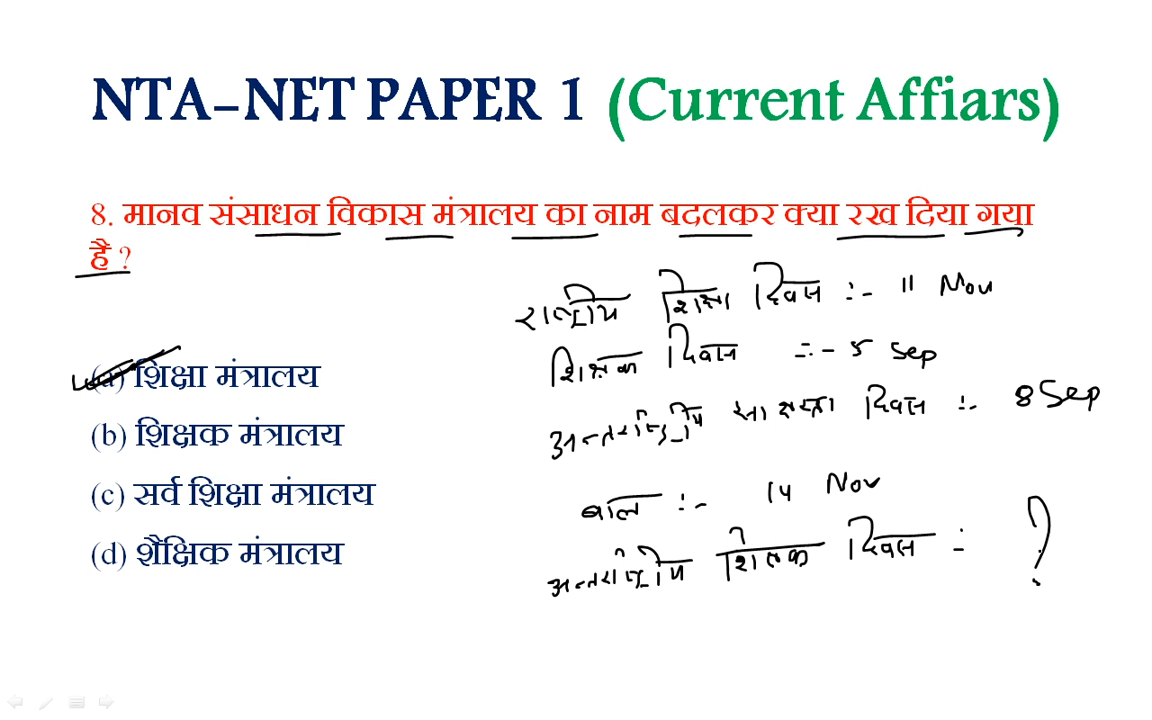 NTA-NET PAPER 1 (Current Affiars)
8. मानव संसाधन विकास मंत्रालय का नाम बदलकर क्या रख दिया गया
है ?
राष्ट्रीय शिक्षा दिवस :- 11 Nov
शिक्षक दिवस :- 5 Sep
(a) शिक्षा मंत्रालय
अन्तर्राष्ट्रीय साक्षरता दिवस :- 8 Sep
(b) शिक्षक मंत्रालय
(c) सर्व शिक्षा मंत्रालय
बाल :- 14 Nov
(d) शैक्षिक मंत्रालय
अन्तर्राष्ट्रीय शिक्षक दिवस :- ?